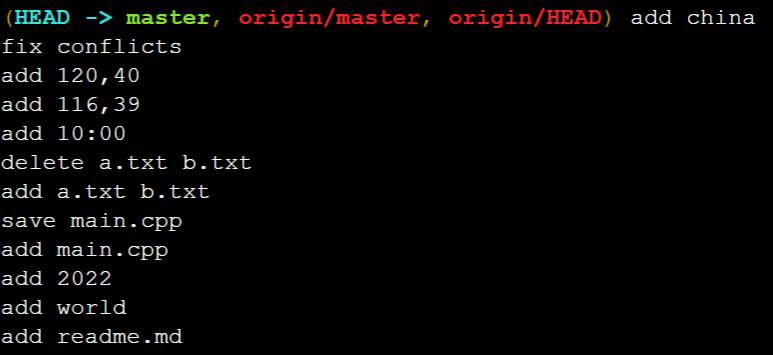 (HEAD -> master, origin/master, origin/HEAD) add china
fix conflicts
add 120,40
add 116,39
add 10:00
delete a.txt b.txt
add a.txt b.txt
save main.cpp
add main.cpp
add 2022
add world
add readme.md